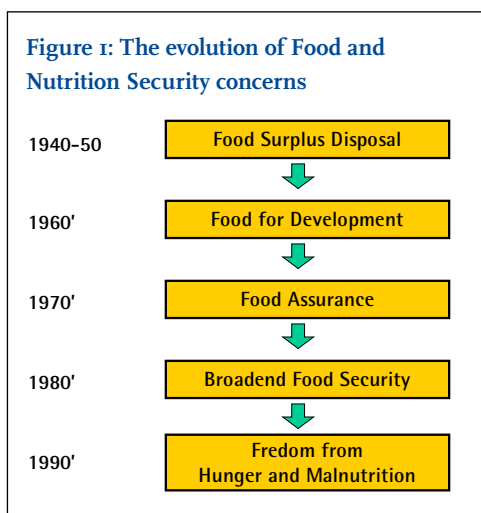 Figure 1: The evolution of Food and
Nutrition Security concerns
1940-50 Food Surplus Disposal
1960' Food for Development
1970' Food Assurance
1980' Broadend Food Security
1990' Fredom from
Hunger and Malnutrition